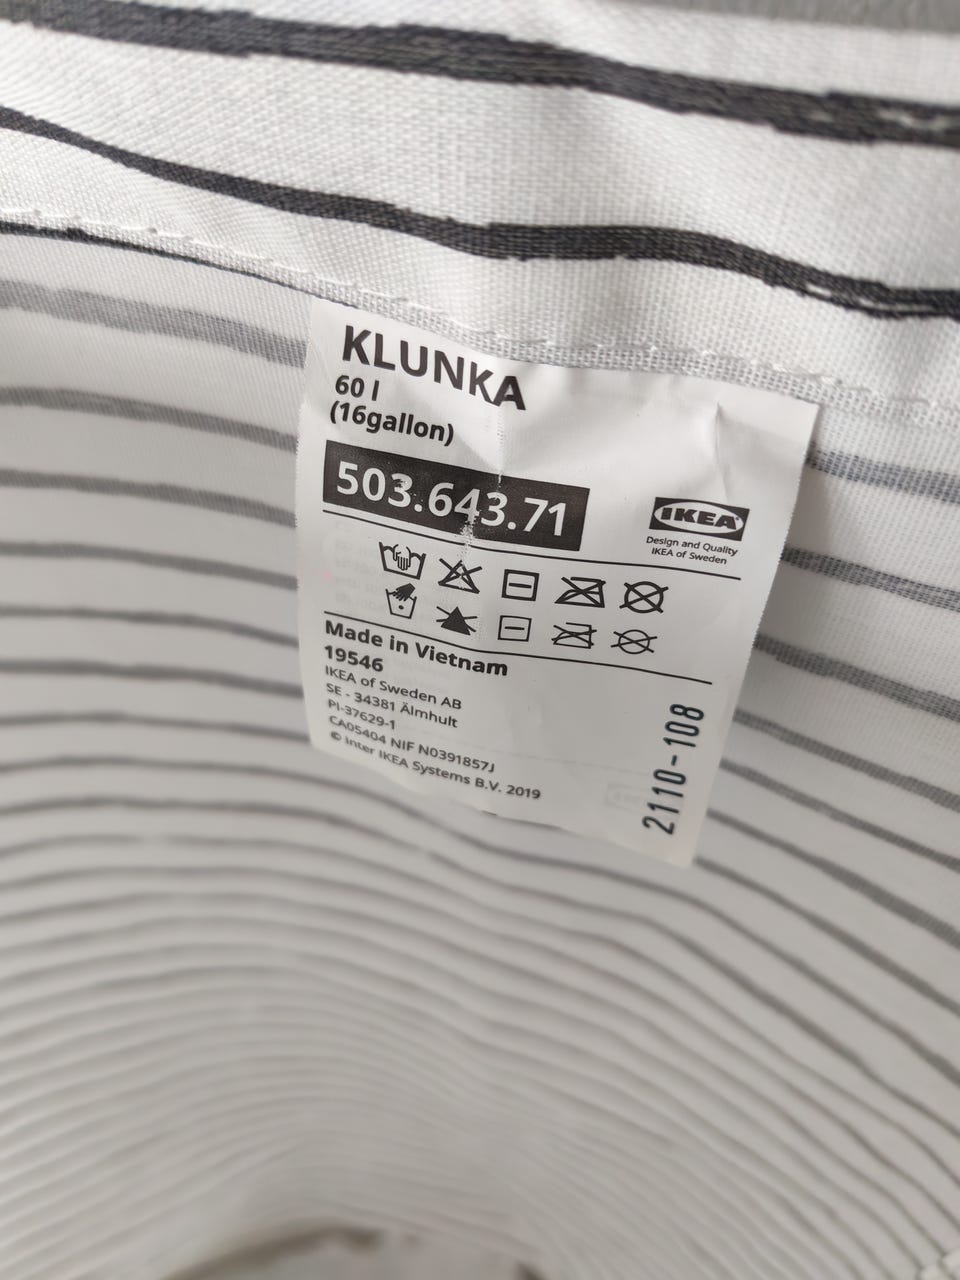 KLUNKA
60 l
(16gallon)
503.643.71
IKEA
Design and Quality
IKEA of Sweden
Made in Vietnam
19546
IKEA of Sweden AB
SE - 34381 Älmhult
PI-37629-1
CA05404 NIF N0391857J
© Inter IKEA Systems B.V. 2019
2110-108